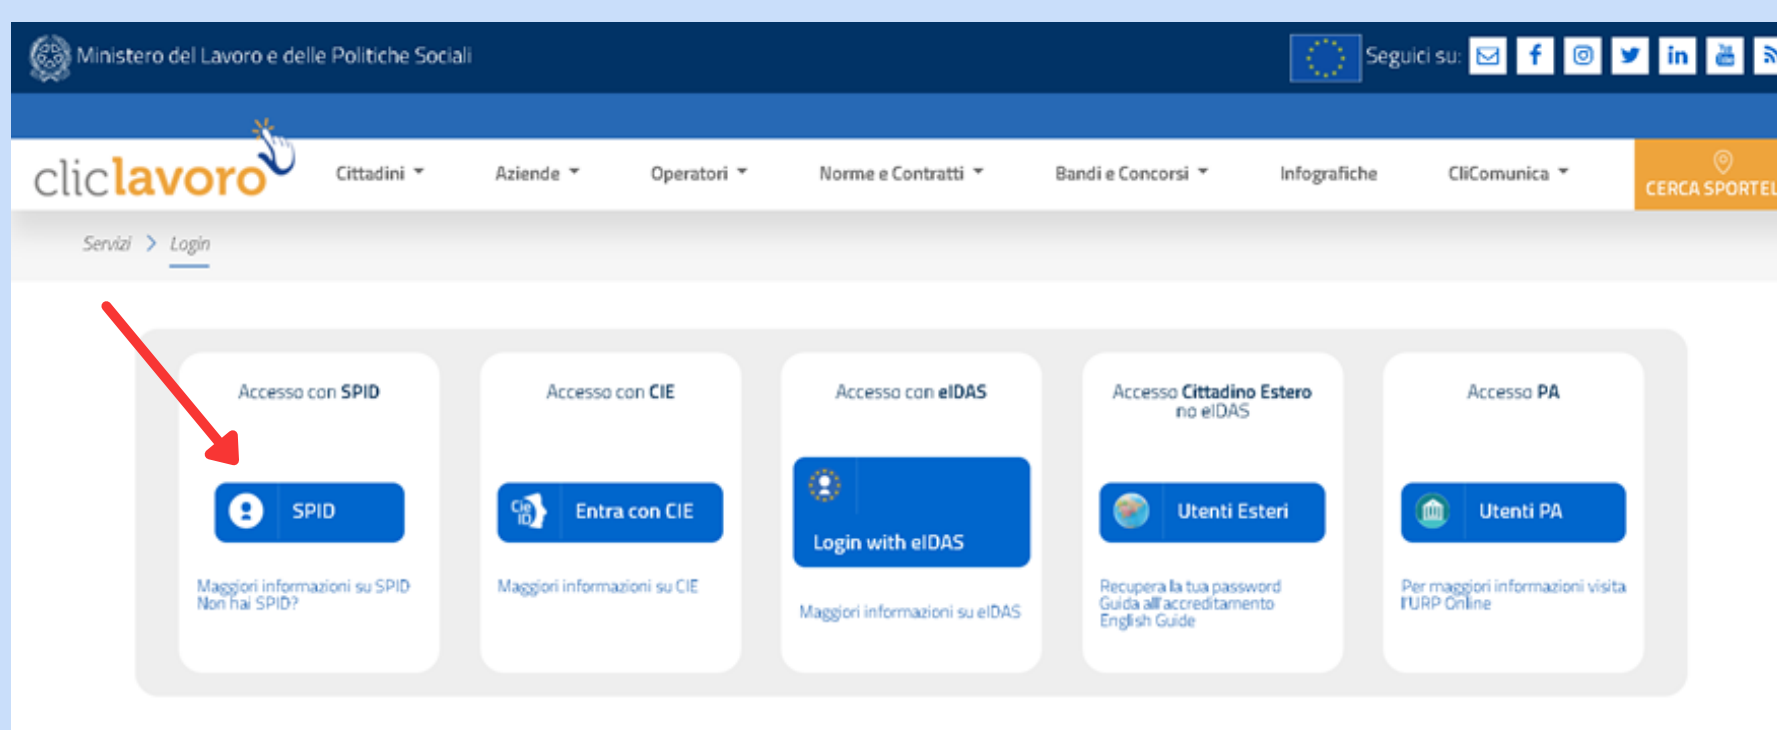 Ministero del Lavoro e delle Politiche Sociali
Seguici su:
cliclavoro
Cittadini
Aziende
Operatori
Norme e Contratti
Bandi e Concorsi
Infografiche
CliComunica
CERCA SPORTEL
Servizi > Login
Accesso con SPID
SPID
Maggiori informazioni su SPID
Non hai SPID?
Accesso con CIE
Entra con CIE
Maggiori informazioni su CIE
Accesso con eIDAS
Login with eIDAS
Maggiori informazioni su eIDAS
Accesso Cittadino Estero
no eIDAS
Utenti Esteri
Recupera la tua password
Guida all'accreditamento
English Guide
Accesso PA
Utenti PA
Per maggiori informazioni visita
l'URP Online